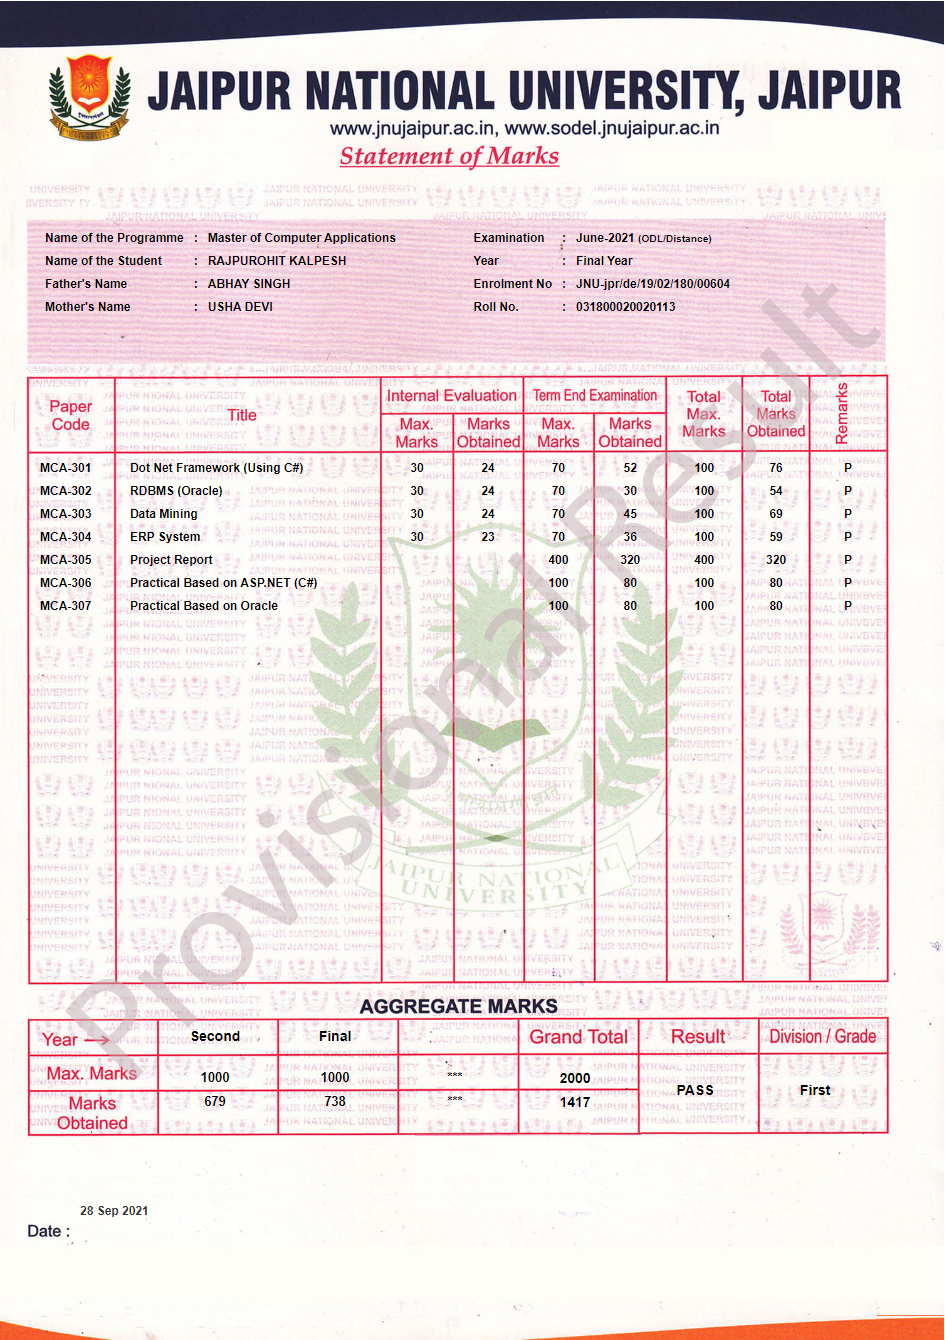 JAIPUR NATIONAL UNIVERSITY, JAIPUR
www.jnujaipur.ac.in, www.sodel.jnujaipur.ac.in
Statement of Marks
Name of the Programme : Master of Computer Applications Examination : June-2021 (ODL/Distance)
Name of the Student : RAJPUROHIT KALPESH Year : Final Year
Father's Name : ABHAY SINGH Enrolment No : JNU-jpr/de/19/02/180/00604
Mother's Name : USHA DEVI Roll No. : 031800020020113
Paper Code Title Internal Evaluation Term End Examination Total Max. Marks Total Marks Obtained Remarks
Max. Marks Marks Obtained Max. Marks Marks Obtained
MCA-301 Dot Net Framework (Using C#) 30 24 70 52 100 76 P
MCA-302 RDBMS (Oracle) 30 24 70 30 100 54 P
MCA-303 Data Mining 30 24 70 45 100 69 P
MCA-304 ERP System 30 23 70 36 100 59 P
MCA-305 Project Report 400 320 400 320 P
MCA-306 Practical Based on ASP.NET (C#) 100 80 100 80 P
MCA-307 Practical Based on Oracle 100 80 100 80 P
Provisional Result
JAIPUR NATIONAL
UNIVERSITY
AGGREGATE MARKS
Year → Second Final Grand Total Result Division / Grade
Max. Marks 1000 1000 *** 2000 PASS First
Marks Obtained 679 738 *** 1417
28 Sep 2021
Date :